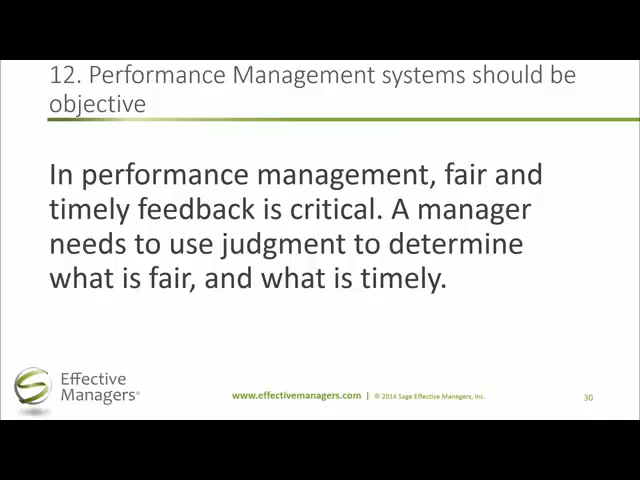 12. Performance Management systems should be
objective
In performance management, fair and
timely feedback is critical. A manager
needs to use judgment to determine
what is fair, and what is timely.
Effective
Managers®
www.effectivemanagers.com | © 2014 Sage Effective Managers, Inc.
30